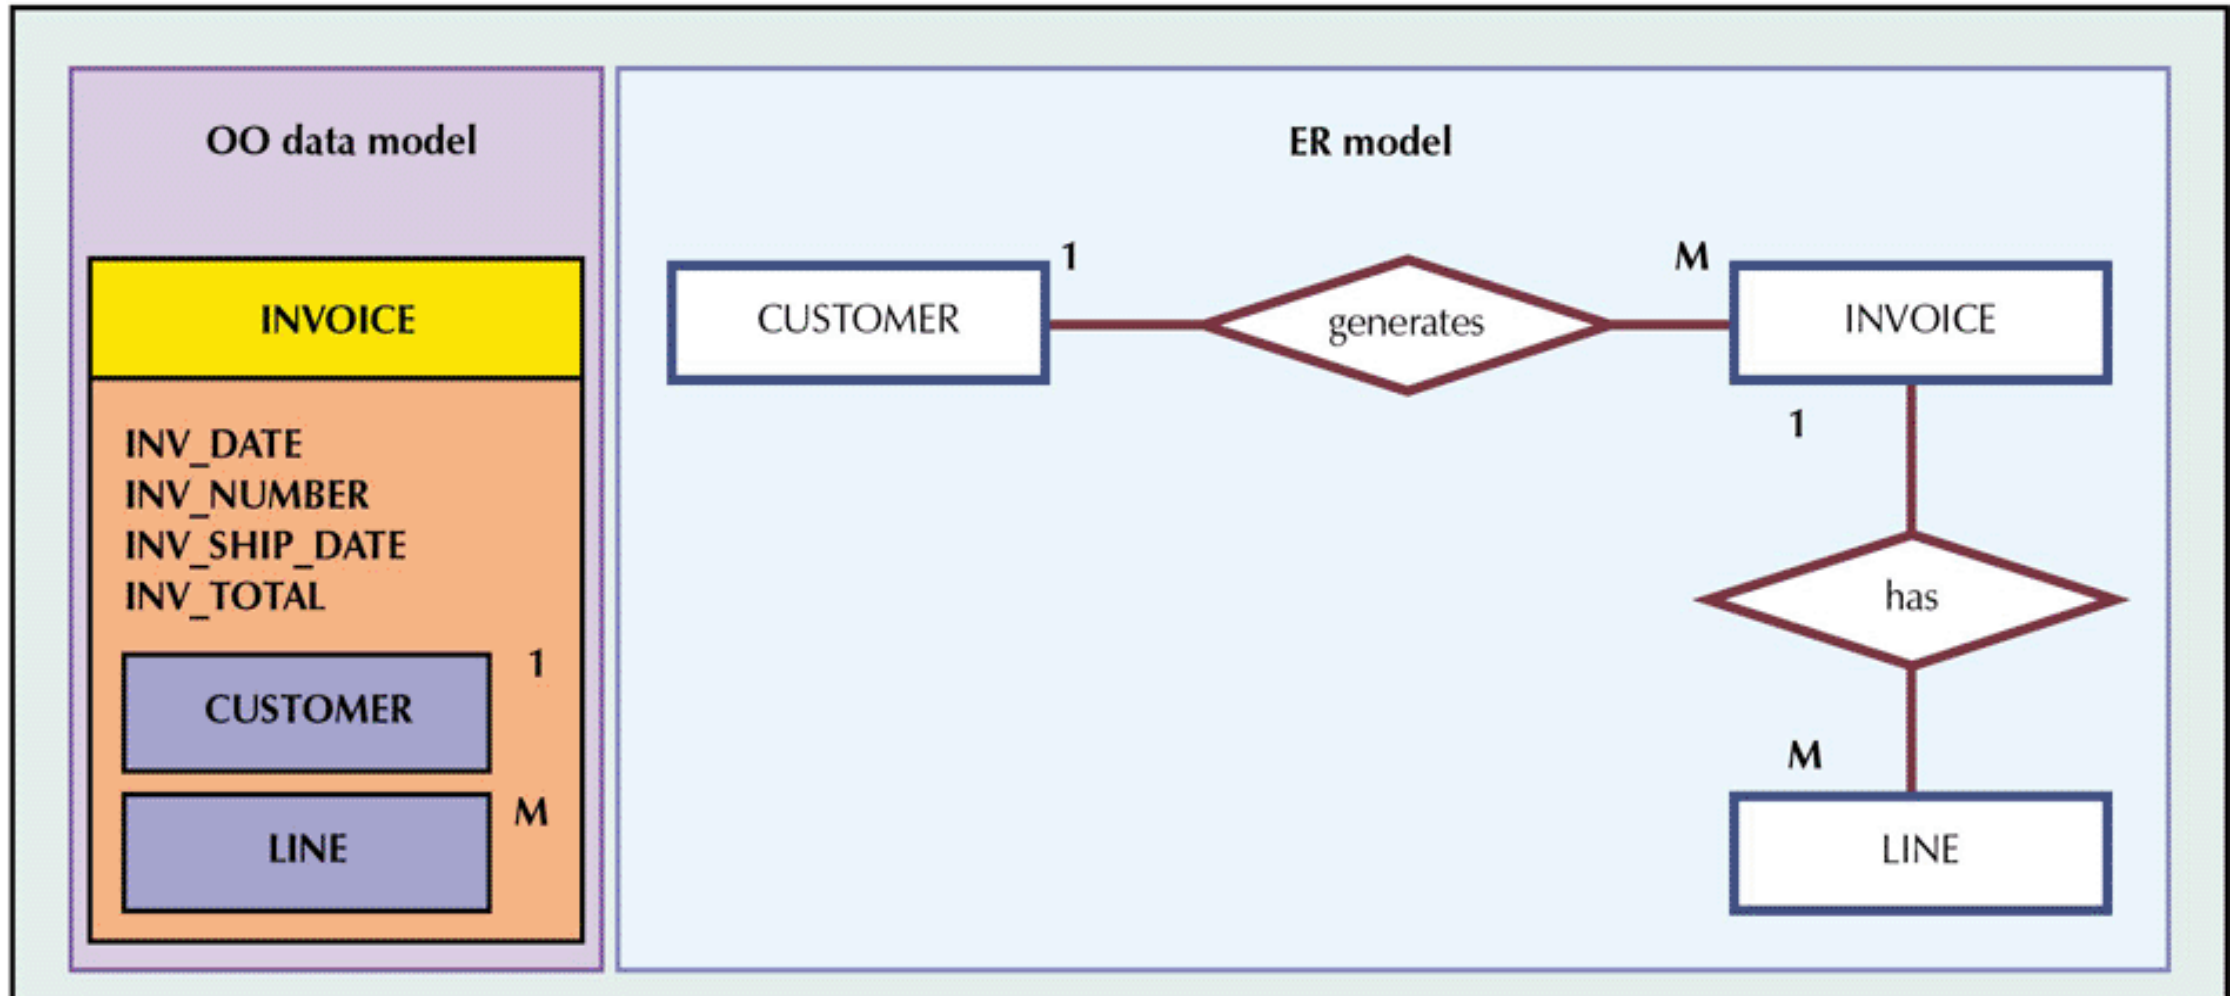 OO data model
INVOICE
INV_DATE
INV_NUMBER
INV_SHIP_DATE
INV_TOTAL
1
CUSTOMER
M
LINE
ER model
1
M
CUSTOMER
generates
INVOICE
1
has
M
LINE